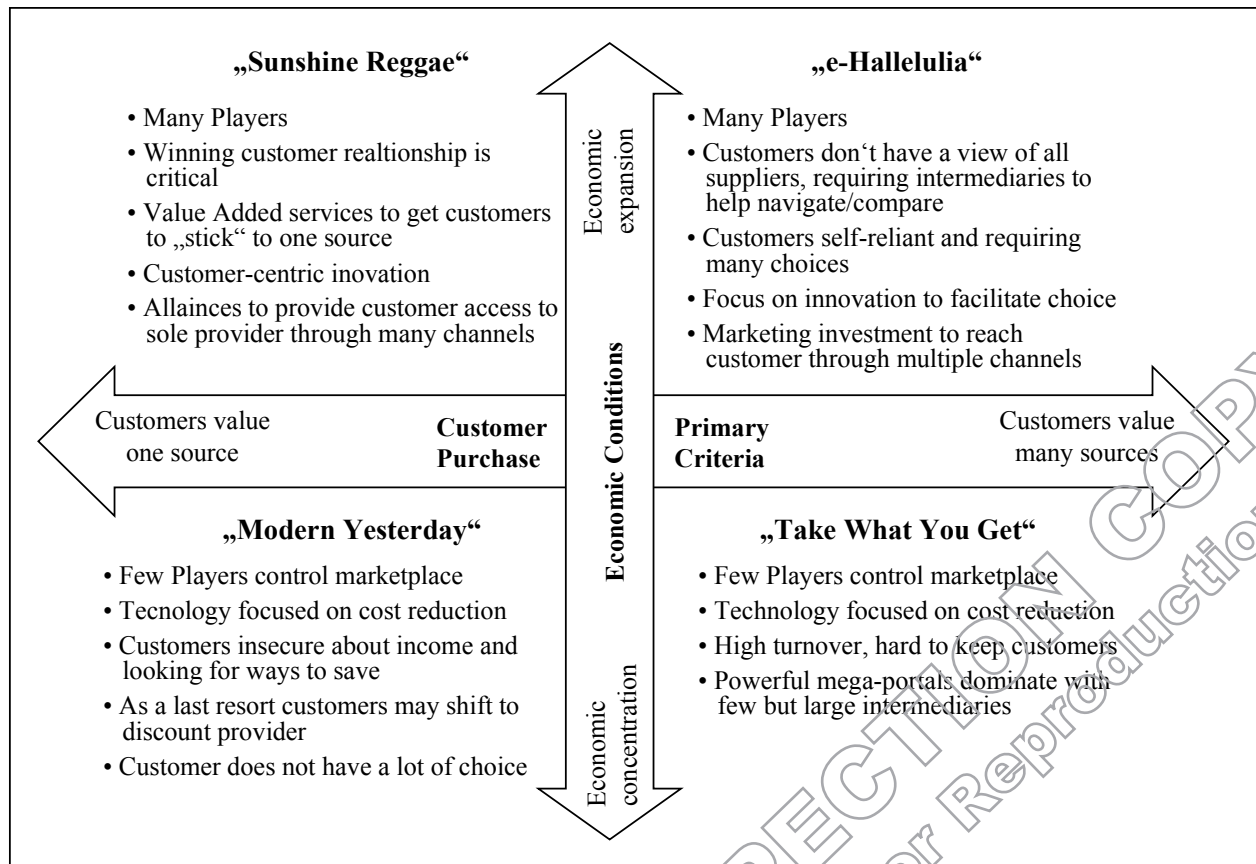 „Sunshine Reggae“
• Many Players
• Winning customer realtionship is
critical
• Value Added services to get customers
to „stick“ to one source
• Customer-centric inovation
• Allainces to provide customer access to
sole provider through many channels
„e-Hallelulia“
• Many Players
• Customers don‘t have a view of all
suppliers, requiring intermediaries to
help navigate/compare
• Customers self-reliant and requiring
many choices
• Focus on innovation to facilitate choice
• Marketing investment to reach
customer through multiple channels
Economic
expansion
Economic Conditions
Economic
concentration
Customers value
one source
Customer
Purchase
Primary
Criteria
Customers value
many sources
„Modern Yesterday“
• Few Players control marketplace
• Tecnology focused on cost reduction
• Customers insecure about income and
looking for ways to save
• As a last resort customers may shift to
discount provider
• Customer does not have a lot of choice
„Take What You Get“
• Few Players control marketplace
• Technology focused on cost reduction
• High turnover, hard to keep customers
• Powerful mega-portals dominate with
few but large intermediaries
COPY
Reproduction